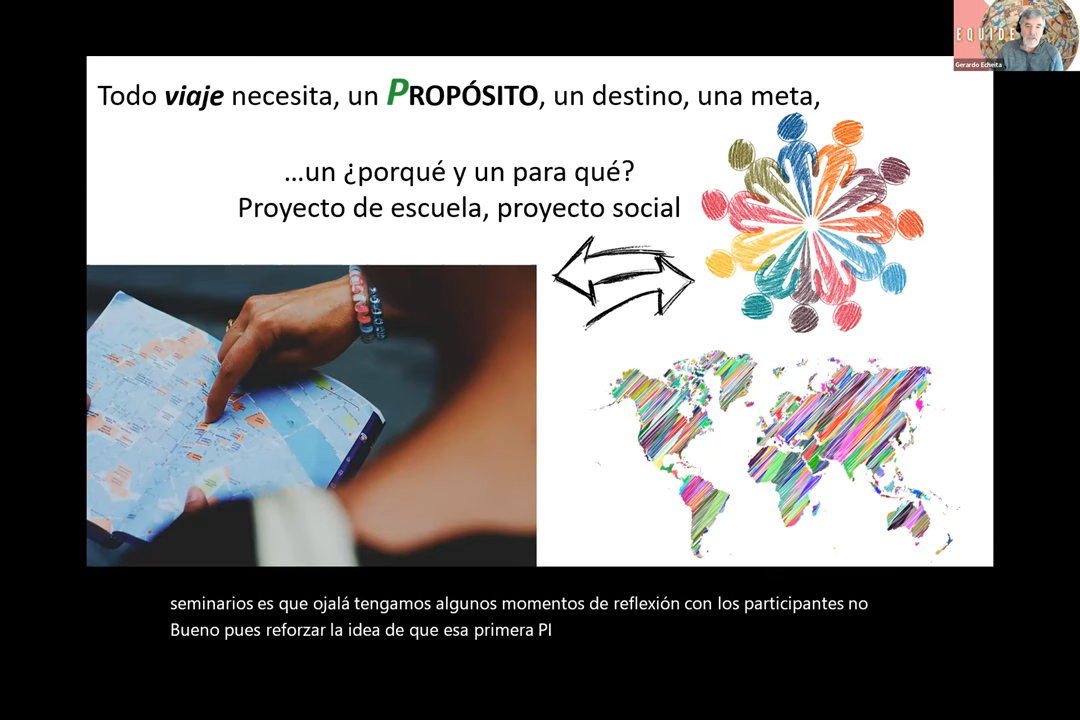 EQUIDE
Gerardo Echeita
Todo viaje necesita, un PROPÓSITO, un destino, una meta,
...un ¿porqué y un para qué?
Proyecto de escuela, proyecto social
seminarios es que ojalá tengamos algunos momentos de reflexión con los participantes no
Bueno pues reforzar la idea de que esa primera PI